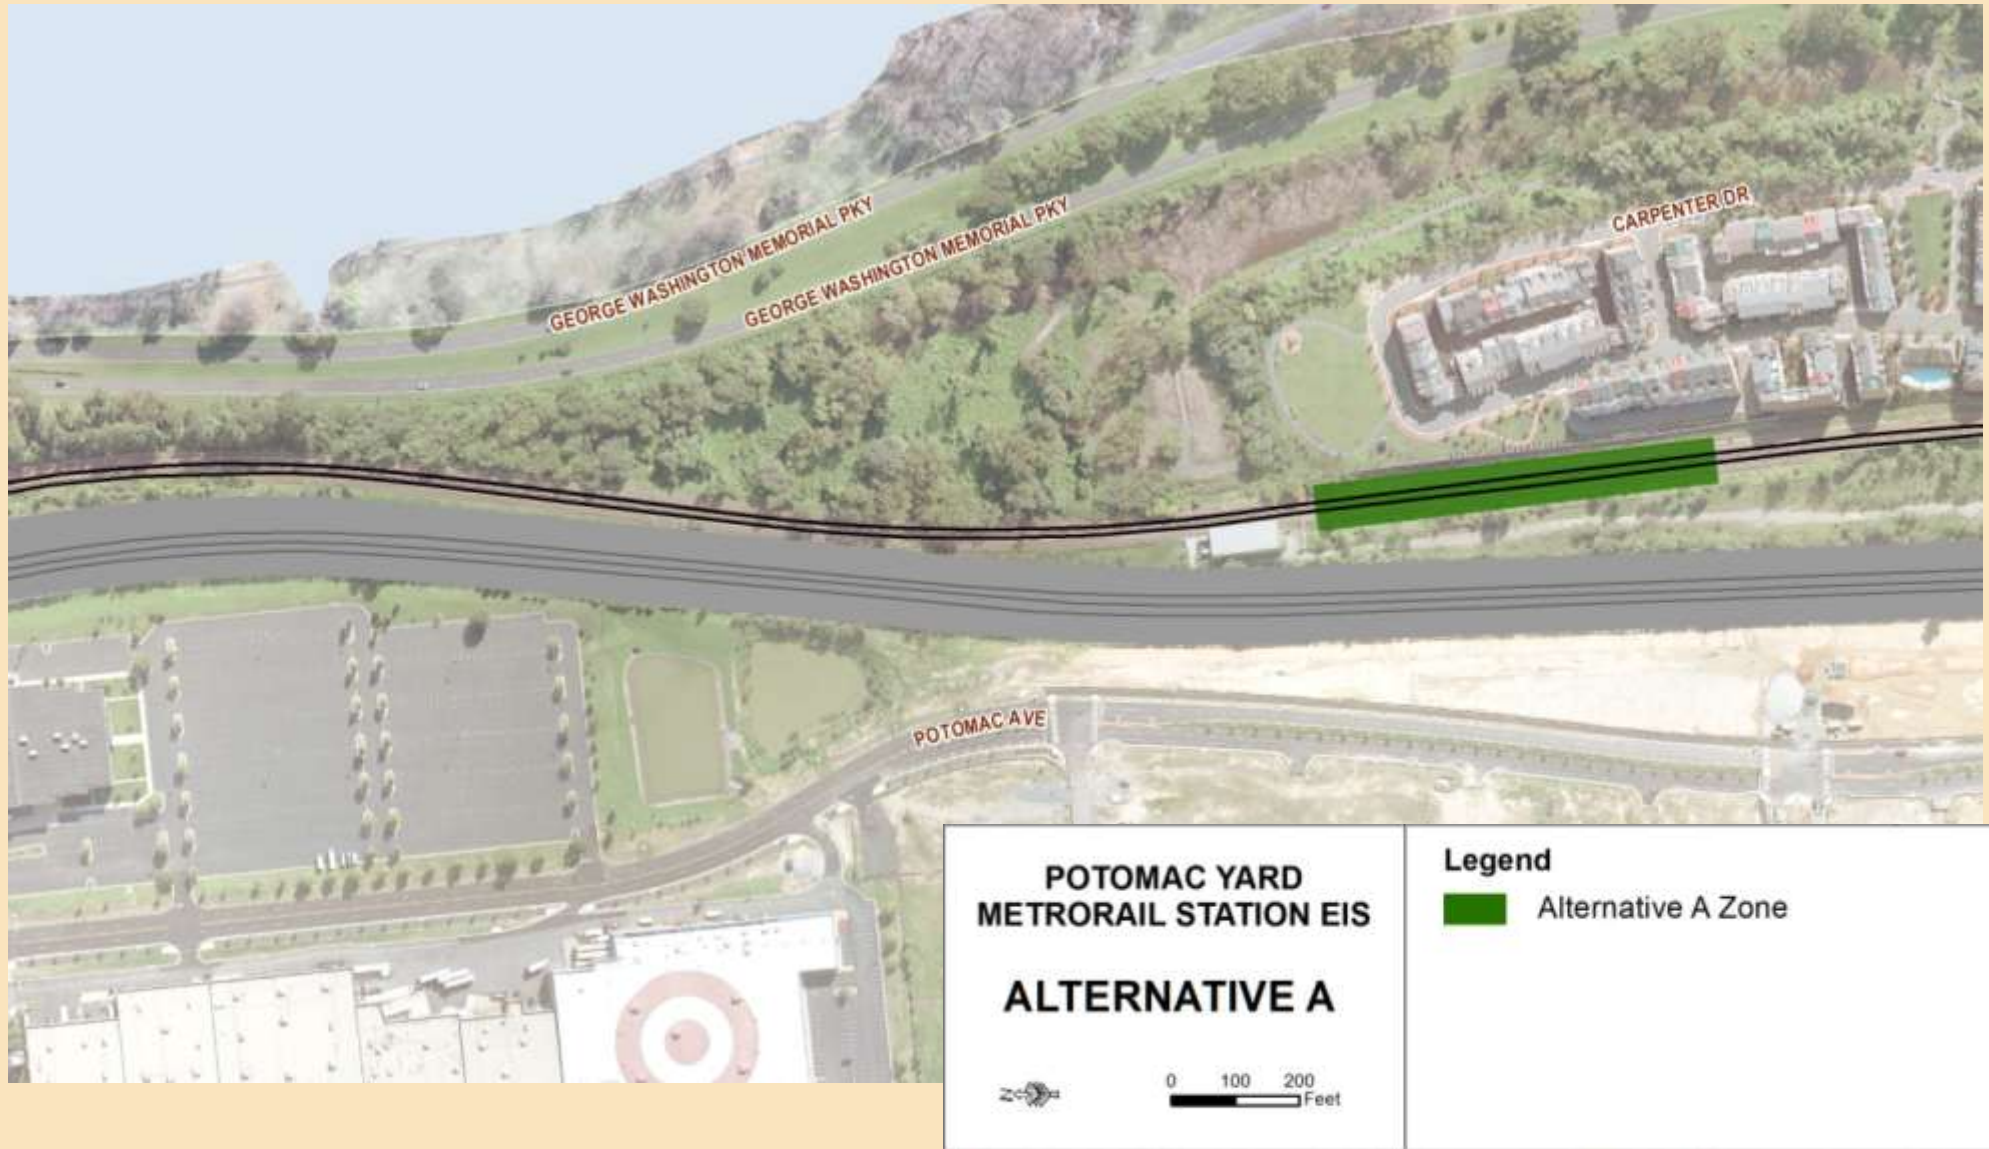 GEORGE WASHINGTON MEMORIAL PKY
GEORGE WASHINGTON MEMORIAL PKY
CARPENTER DR
POTOMAC AVE
POTOMAC YARD
METRORAIL STATION EIS
ALTERNATIVE A
N
0 100 200
Feet
Legend
Alternative A Zone